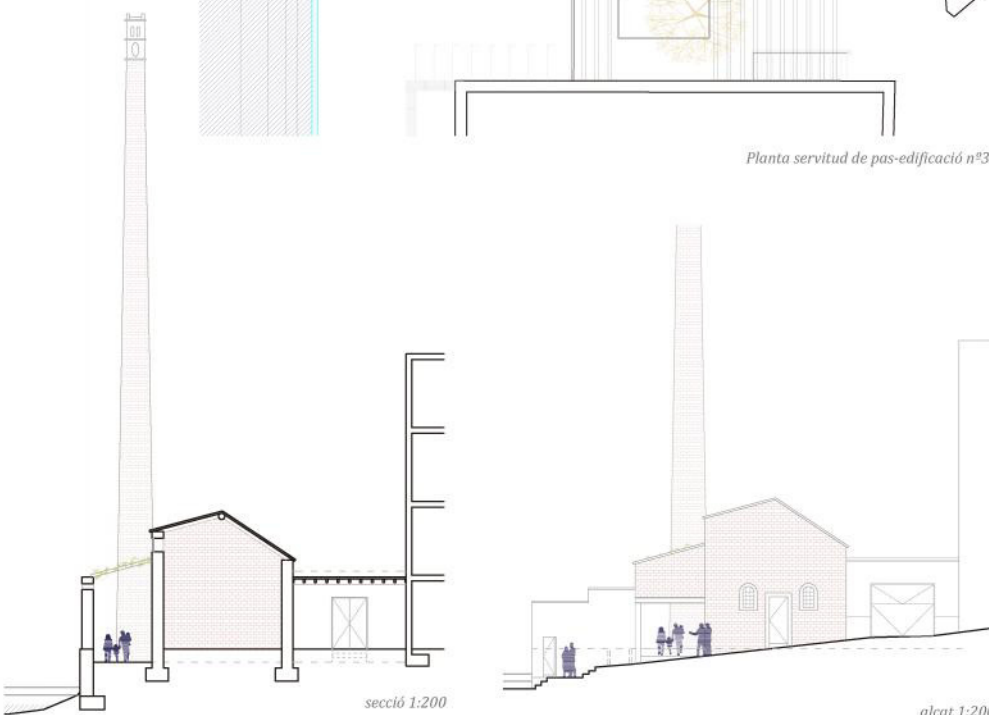 Planta servitud de pas-edificació nº3
secció 1:200
alçat 1:200